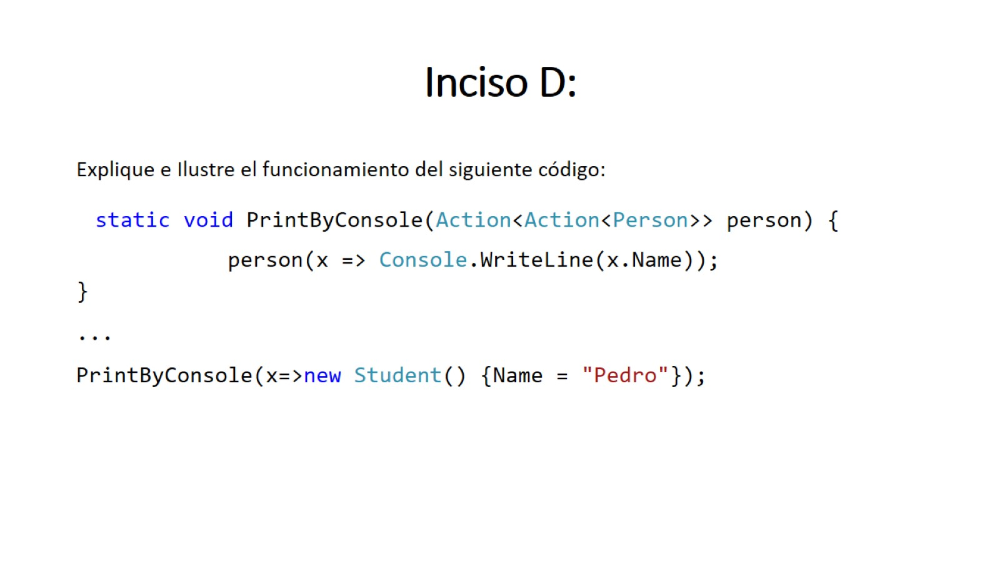 Inciso D:
Explique e Ilustre el funcionamiento del siguiente código:
static void PrintByConsole(Action<Action<Person>> person) {
person(x => Console.WriteLine(x.Name));
}
...
PrintByConsole(x=>new Student() {Name = "Pedro"});